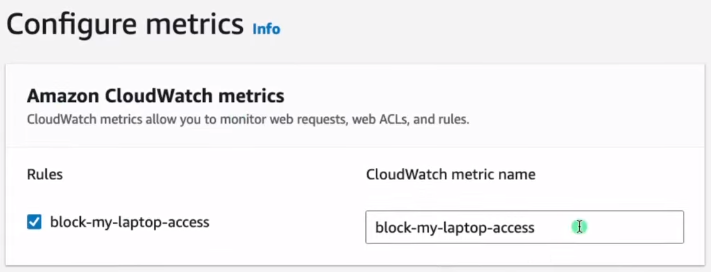 Configure metrics Info
Amazon CloudWatch metrics
CloudWatch metrics allow you to monitor web requests, web ACLs, and rules.
Rules CloudWatch metric name
block-my-laptop-access block-my-laptop-access